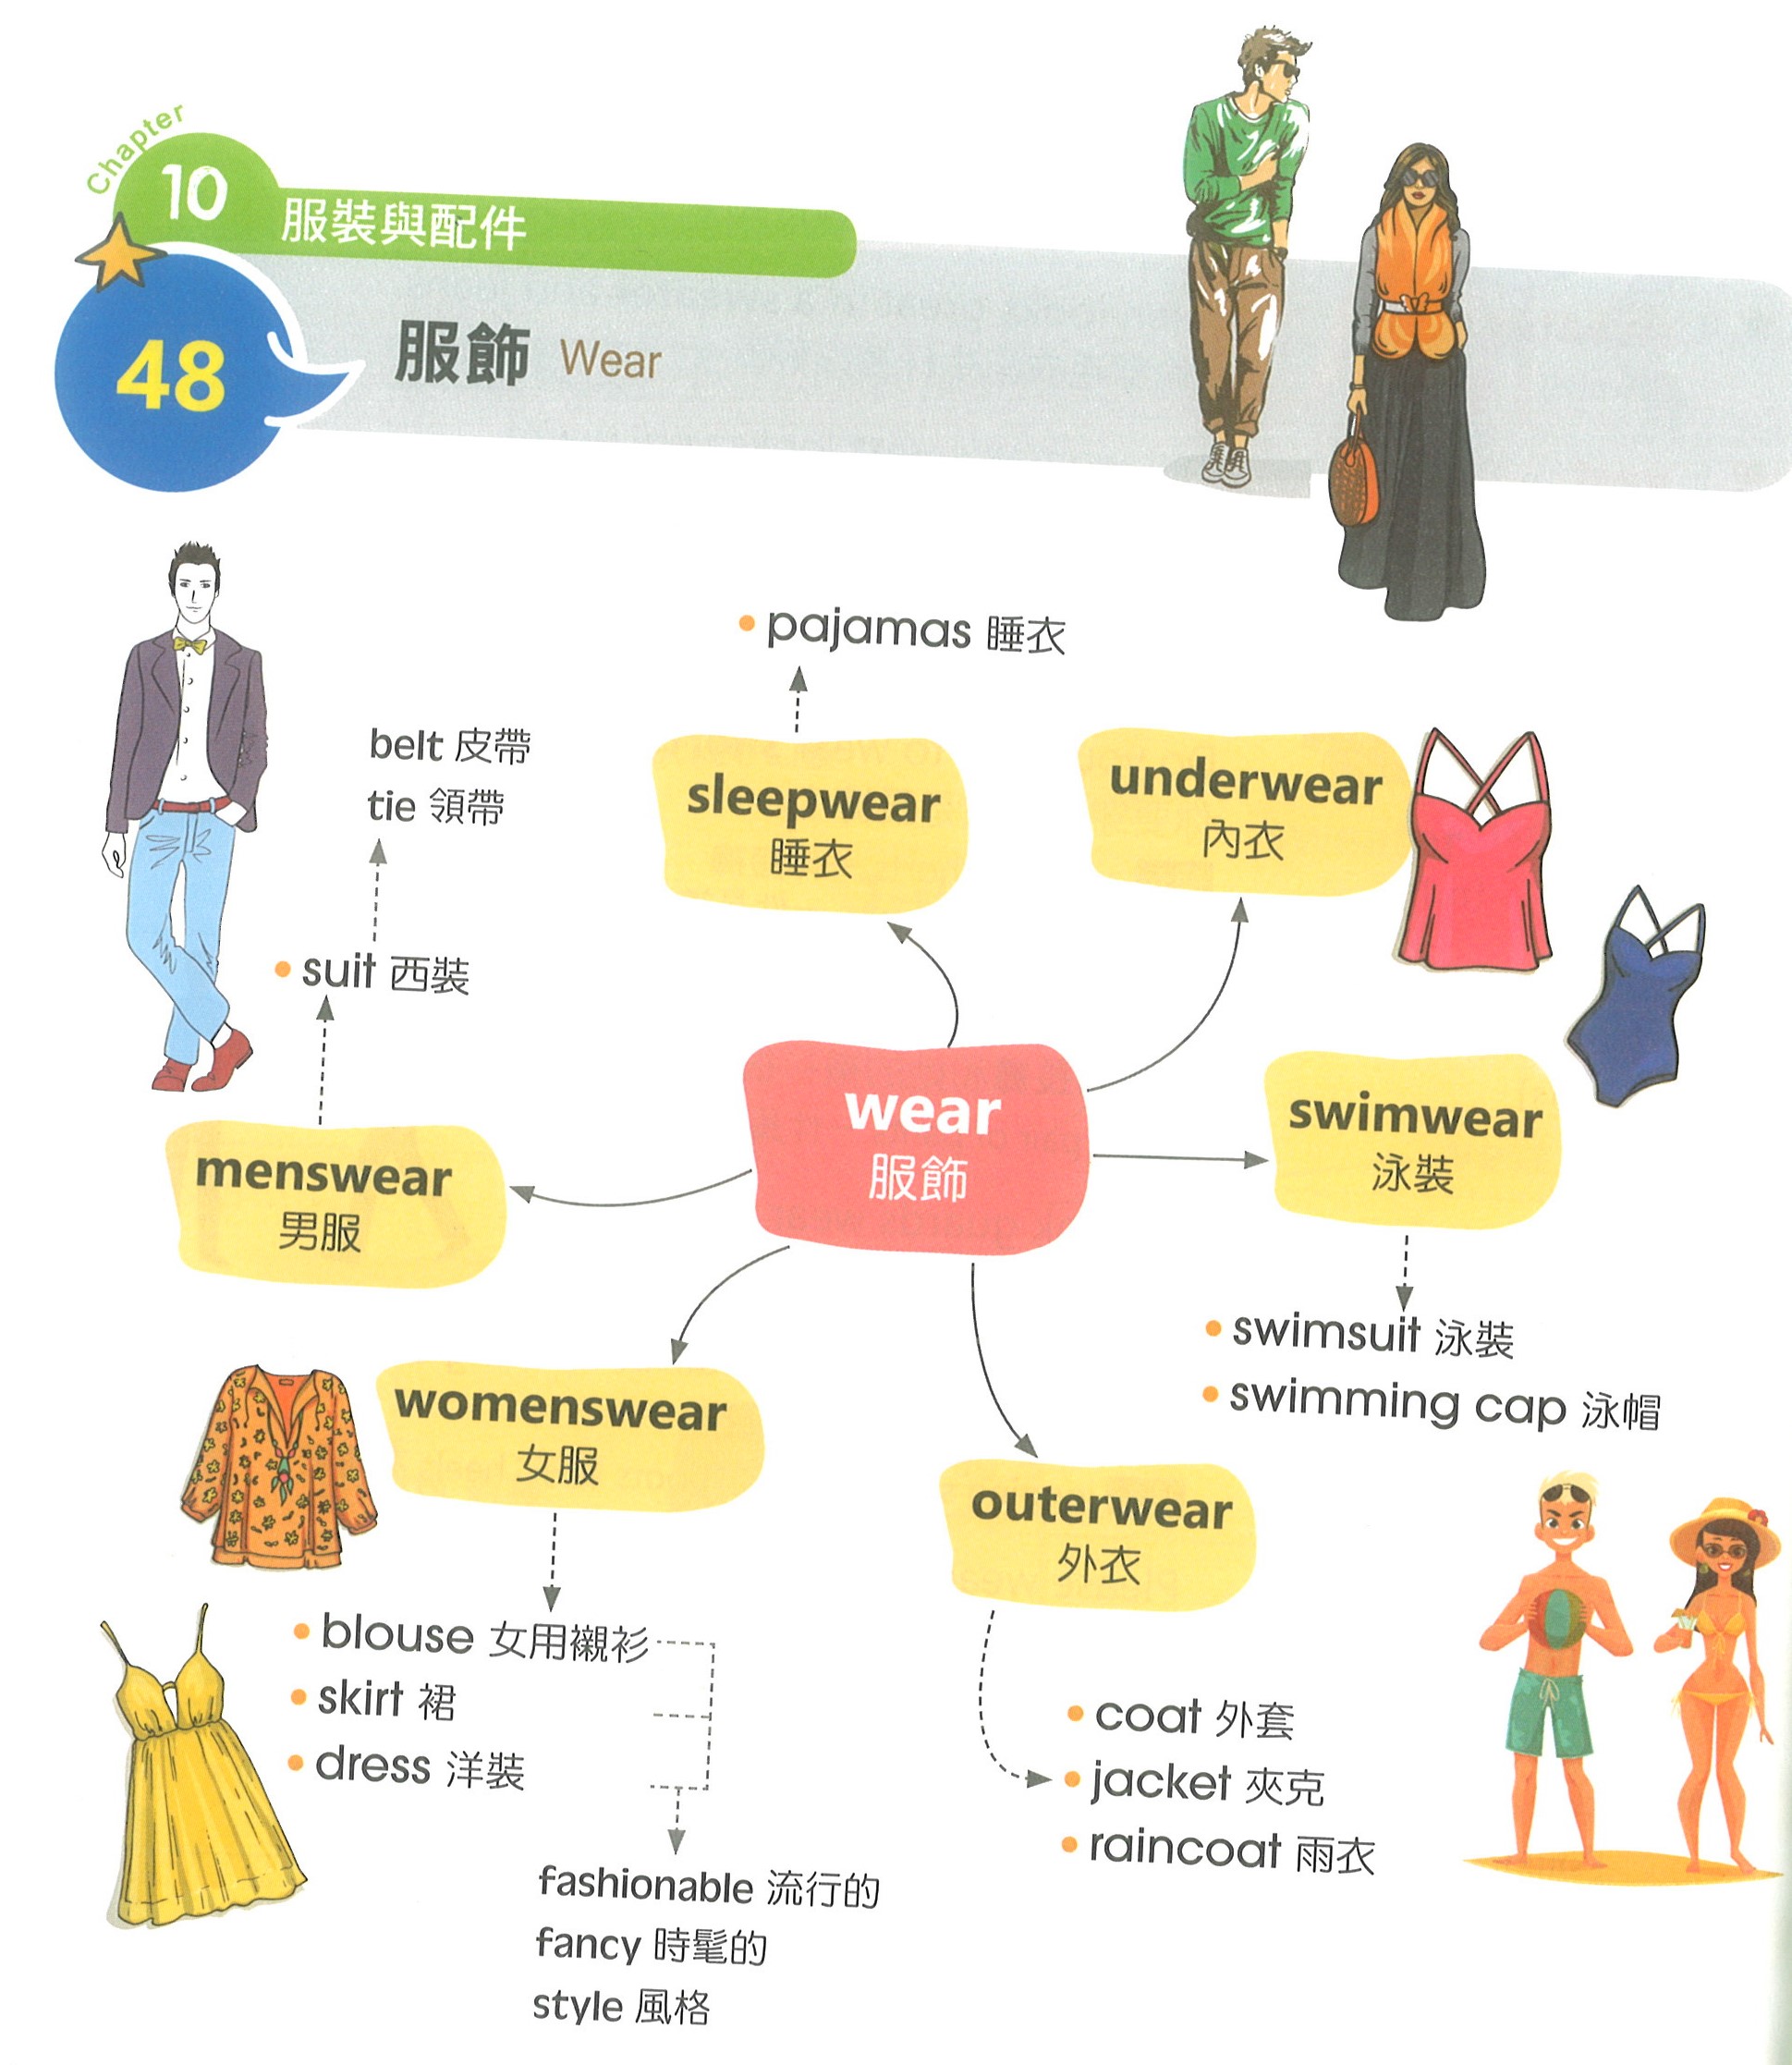 Chapter
10
服裝與配件
48
服飾 Wear
pajamas 睡衣
belt 皮帶
tie 領帶
sleepwear
睡衣
underwear
內衣
suit 西裝
wear
服飾
swimwear
泳裝
menswear
男服
swimsuit 泳裝
swimming cap 泳帽
womenswear
女服
outerwear
外衣
blouse 女用襯衫
skirt 裙
dress 洋裝
coat 外套
jacket 夾克
raincoat 雨衣
fashionable 流行的
fancy 時髦的
style 風格